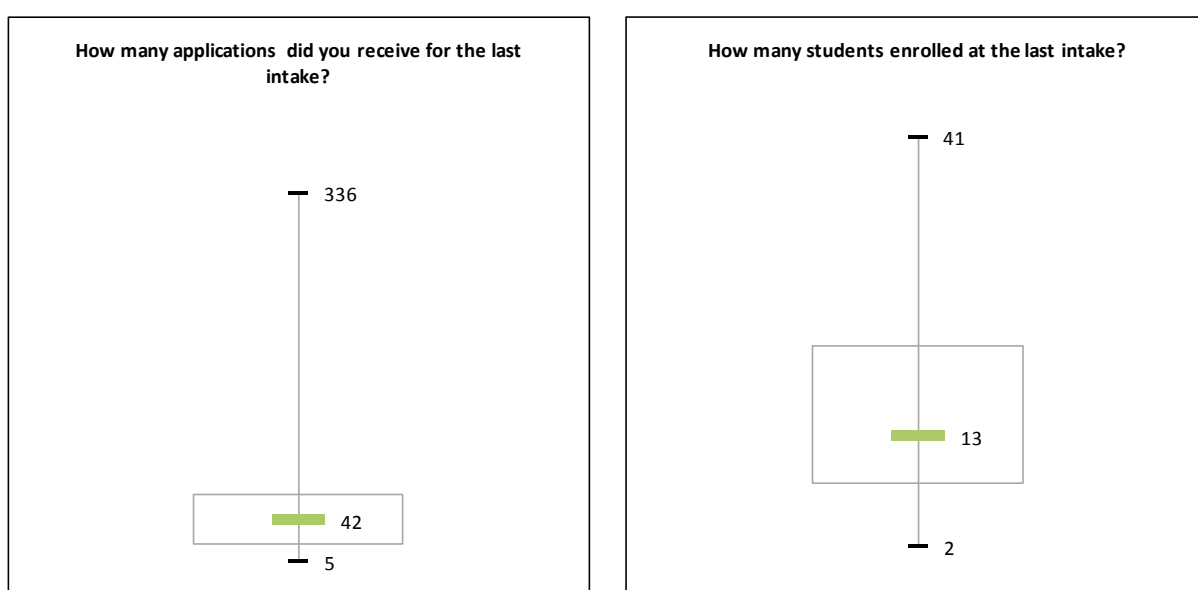 How many applications did you receive for the last
intake?
336
42
5
How many students enrolled at the last intake?
41
13
2